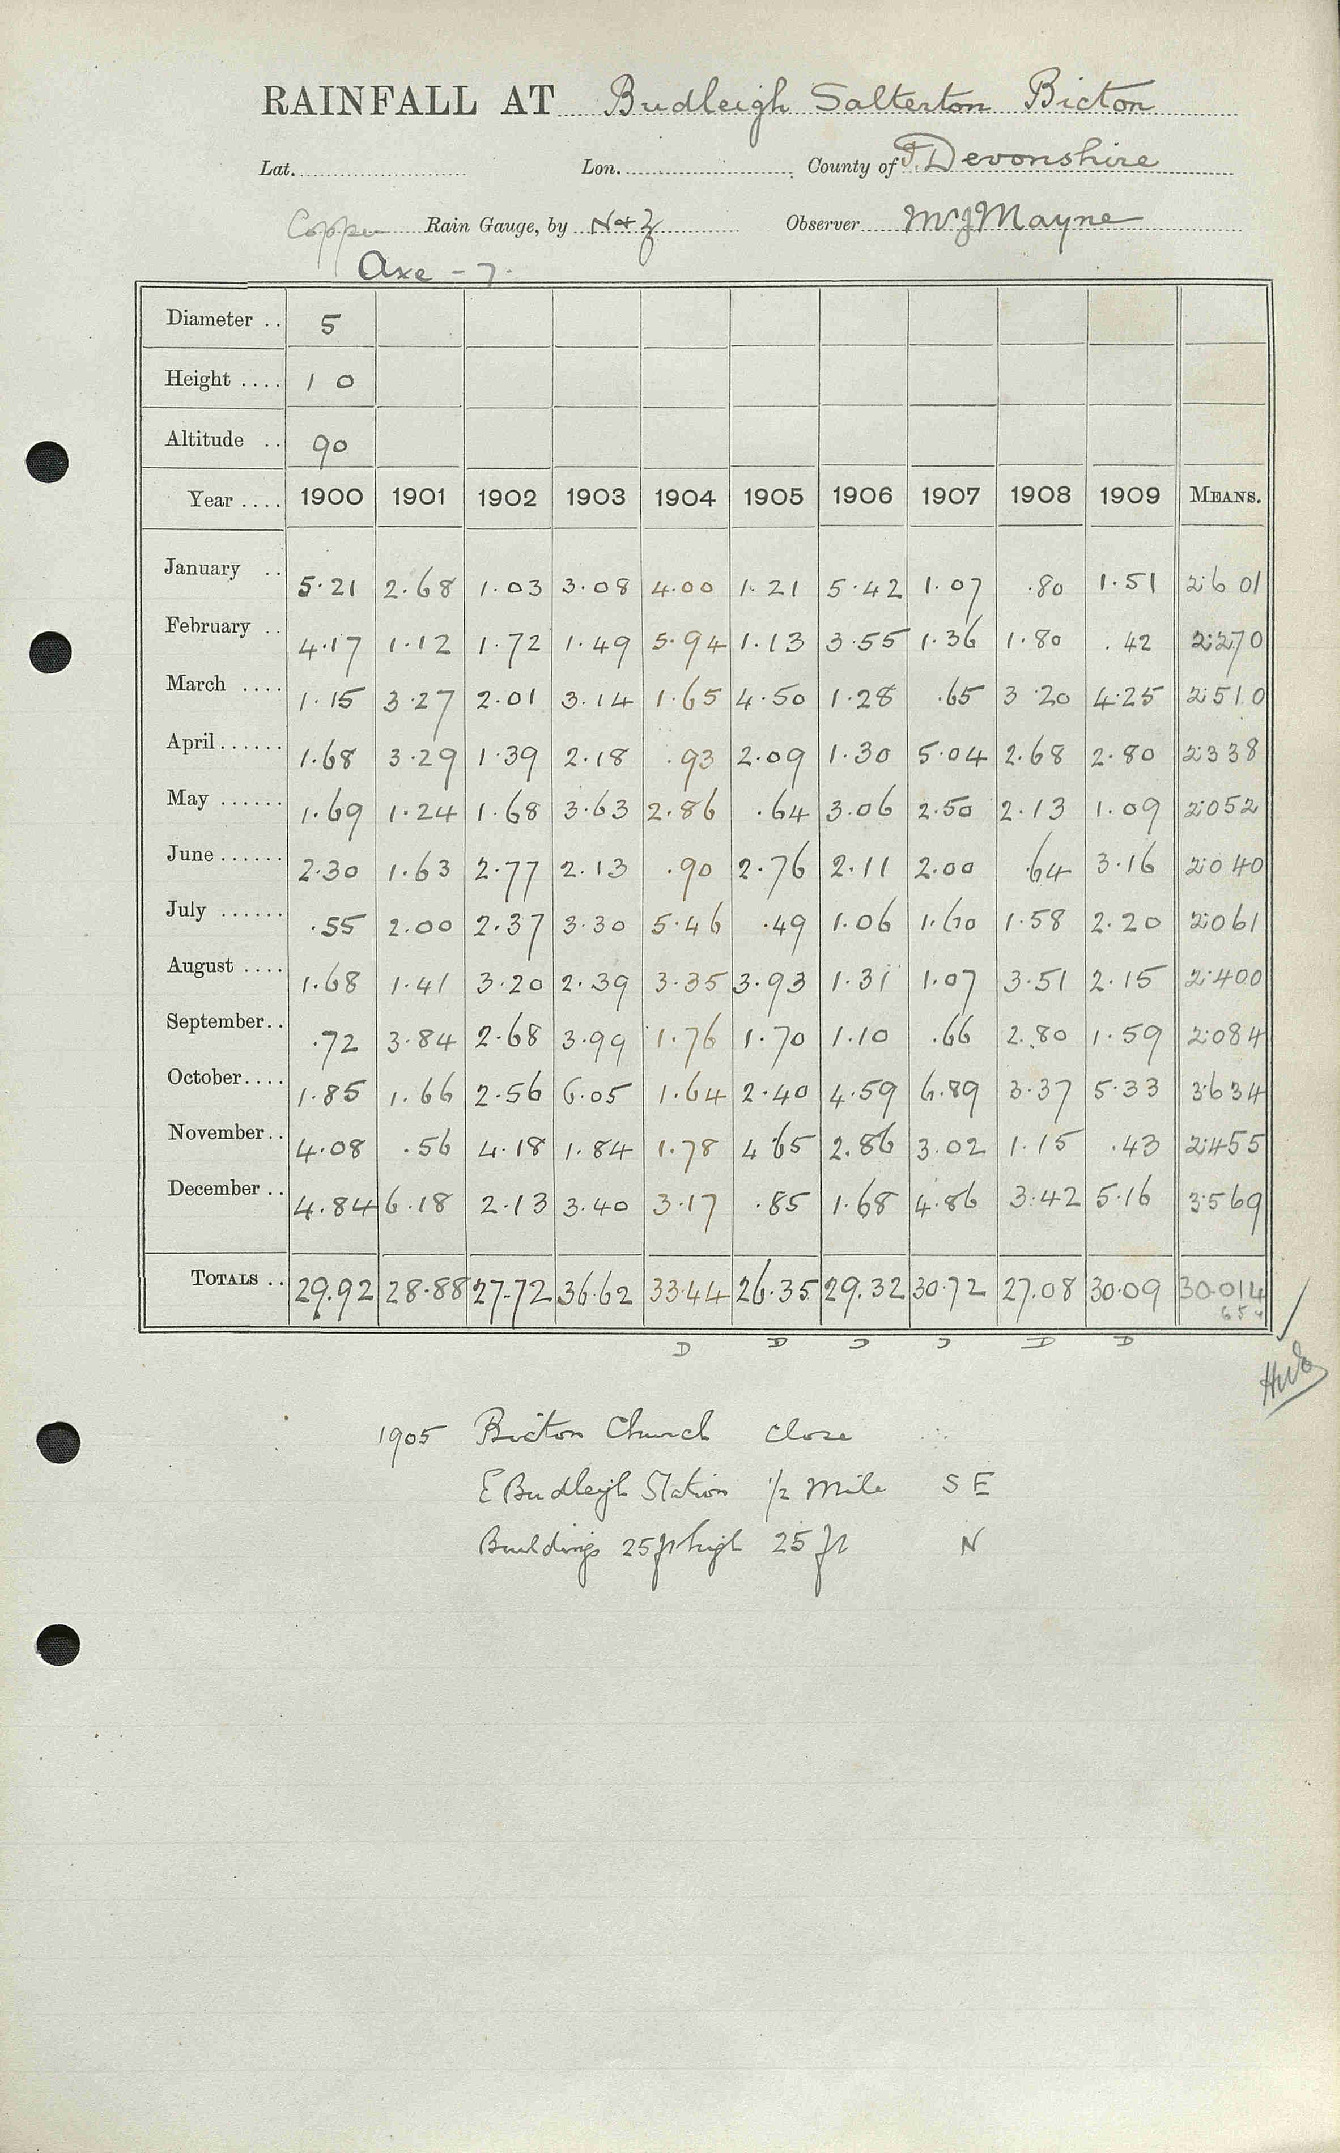 RAINFALL AT Budleigh Salterton Bicton
Lat. Lon. County of Devonshire
Copper Rain Gauge, by N & Z Observer Mr J Mayne
Axe - 7.
Diameter .. 5
Height .... 1 0
Altitude .. 90
Year .... 1900 1901 1902 1903 1904 1905 1906 1907 1908 1909 MEANS.
January .. 5.21 2.68 1.03 3.08 4.00 1.21 5.42 1.07 .80 1.51 2.601
February .. 4.17 1.12 1.72 1.49 5.94 1.13 3.55 1.36 1.80 .42 2.270
March .... 1.15 3.27 2.01 3.14 1.65 4.50 1.28 .65 3.20 4.25 2.510
April ...... 1.68 3.29 1.39 2.18 .93 2.09 1.30 5.04 2.68 2.80 2.338
May ...... 1.69 1.24 1.68 3.63 2.86 .64 3.06 2.50 2.13 1.09 2.052
June ...... 2.30 1.63 2.77 2.13 .90 2.76 2.11 2.00 .64 3.16 2.040
July ...... .55 2.00 2.37 3.30 5.46 .49 1.06 1.60 1.58 2.20 2.061
August .... 1.68 1.41 3.20 2.39 3.35 3.93 1.31 1.07 3.51 2.15 2.400
September.. .72 3.84 2.68 3.99 1.76 1.70 1.10 .66 2.80 1.59 2.084
October.... 1.85 1.66 2.56 6.05 1.64 2.40 4.59 6.89 3.37 5.33 3.634
November.. 4.08 .56 4.18 1.84 1.78 4.65 2.86 3.02 1.15 .43 2.455
December .. 4.84 6.18 2.13 3.40 3.17 .85 1.68 4.86 3.42 5.16 3.569
TOTALS .. 29.92 28.88 27.72 36.62 33.44 26.35 29.32 30.72 27.08 30.09 30.014
D D D D D D
1905 Bicton Church close
E Budleigh Station 1/2 Mile S E
Buildings 25 ft high 25 ft N